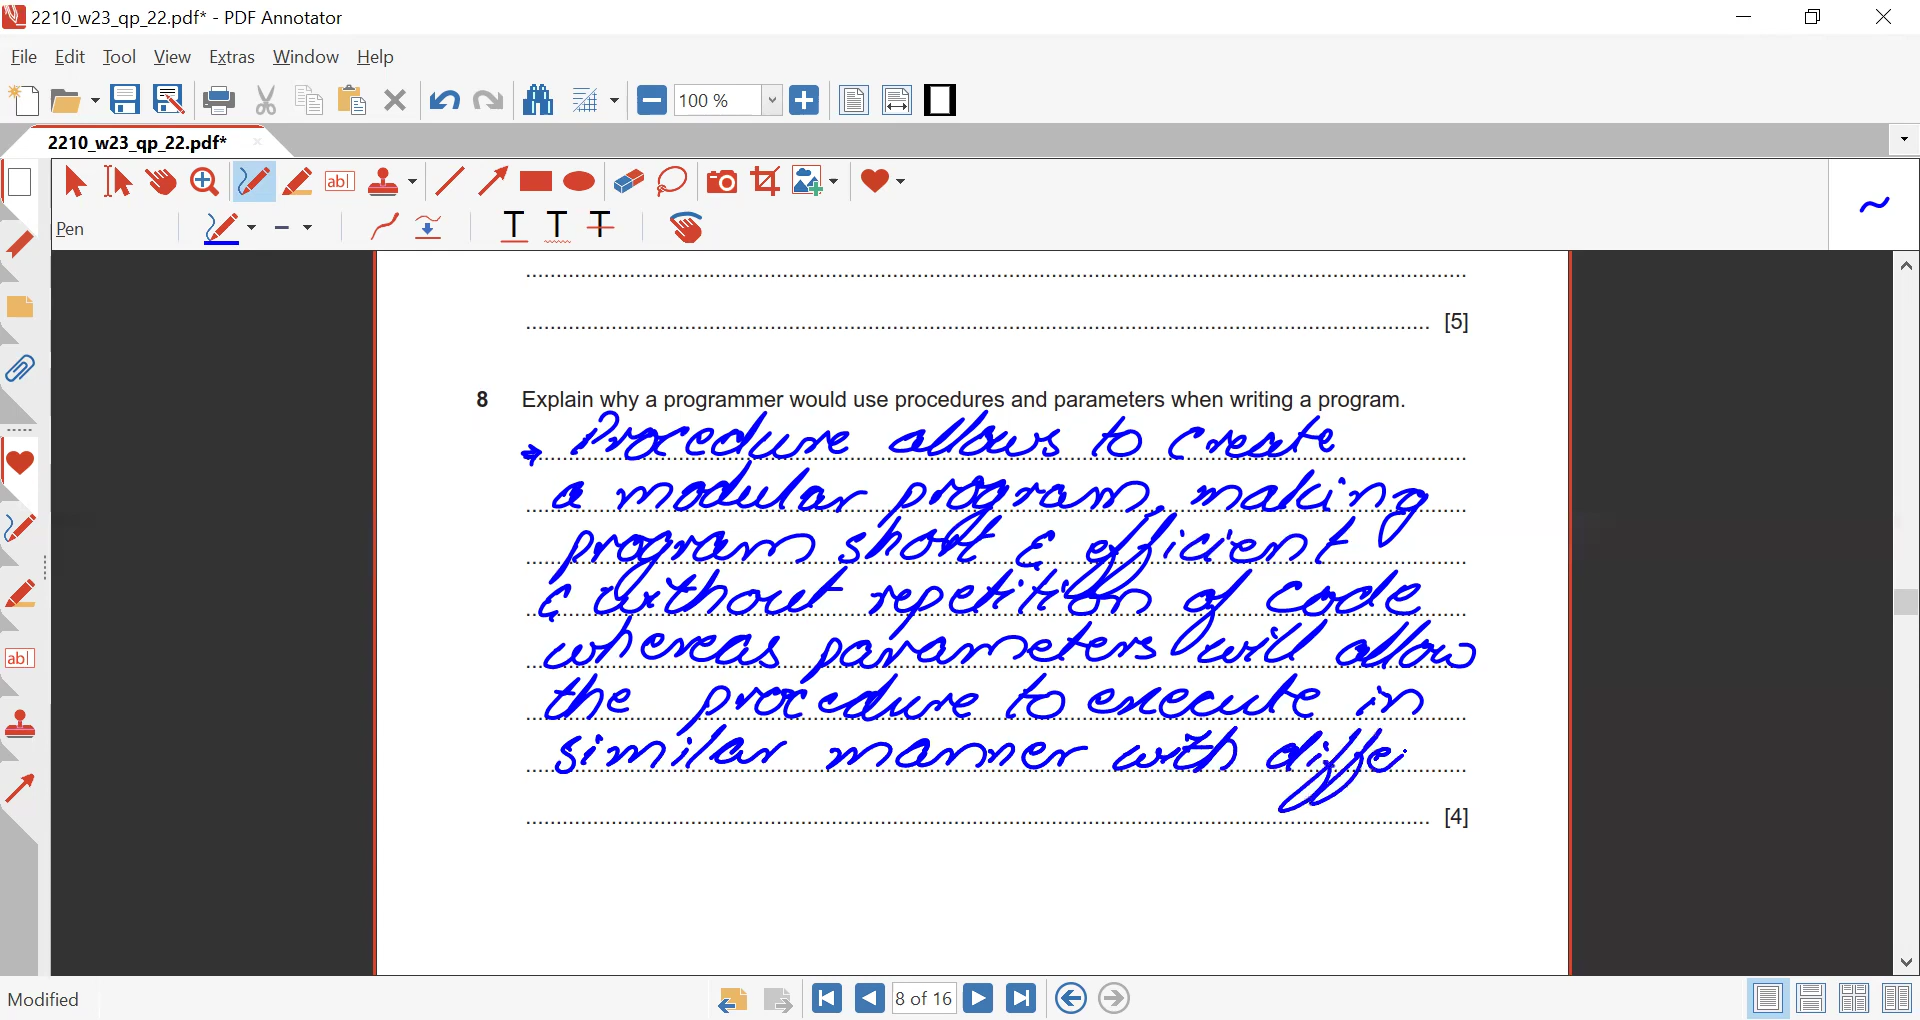 2210_w23_qp_22.pdf* - PDF Annotator
File Edit Tool View Extras Window Help
100 %
2210_w23_qp_22.pdf*
ab|
Pen
T T T
[5]
8 Explain why a programmer would use procedures and parameters when writing a program.
→ Procedure allows to create
a modular program, making
program short & efficient
& without repetition of code
whereas parameters will allow
the procedure to execute in
similar manner with diffe
[4]
ab|
Modified
8 of 16